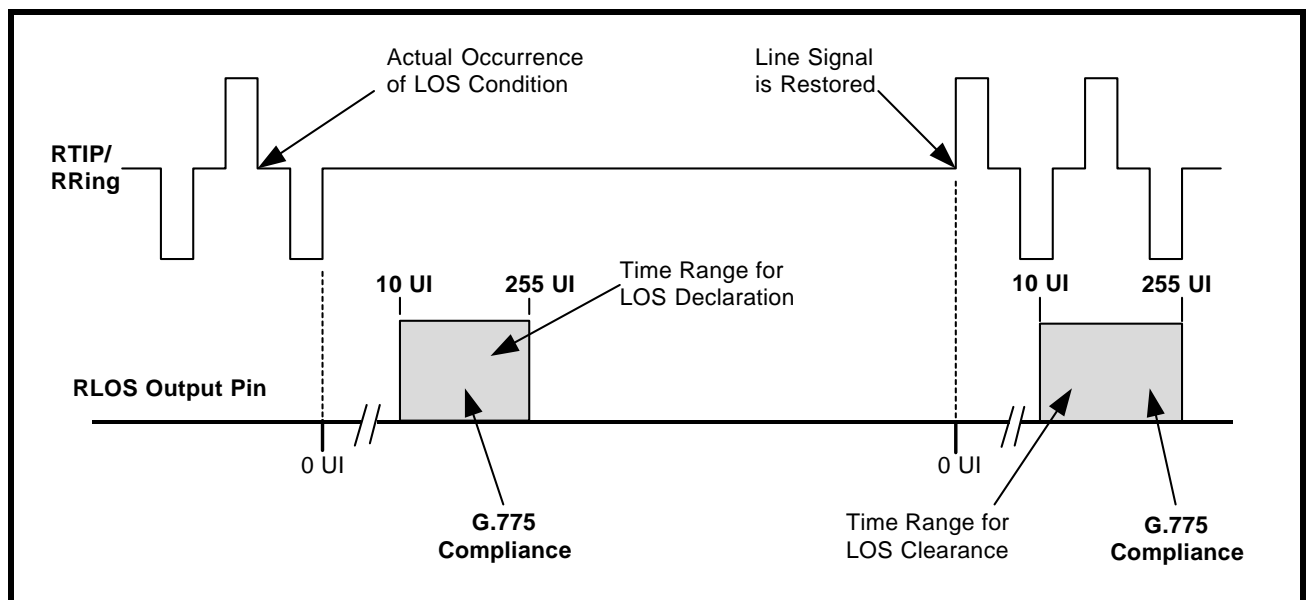 Actual Occurrence
of LOS Condition
Line Signal
is Restored
RTIP/
RRing
10 UI
255 UI
Time Range for
LOS Declaration
10 UI
255 UI
RLOS Output Pin
0 UI
0 UI
G.775
Compliance
Time Range for
LOS Clearance
G.775
Compliance